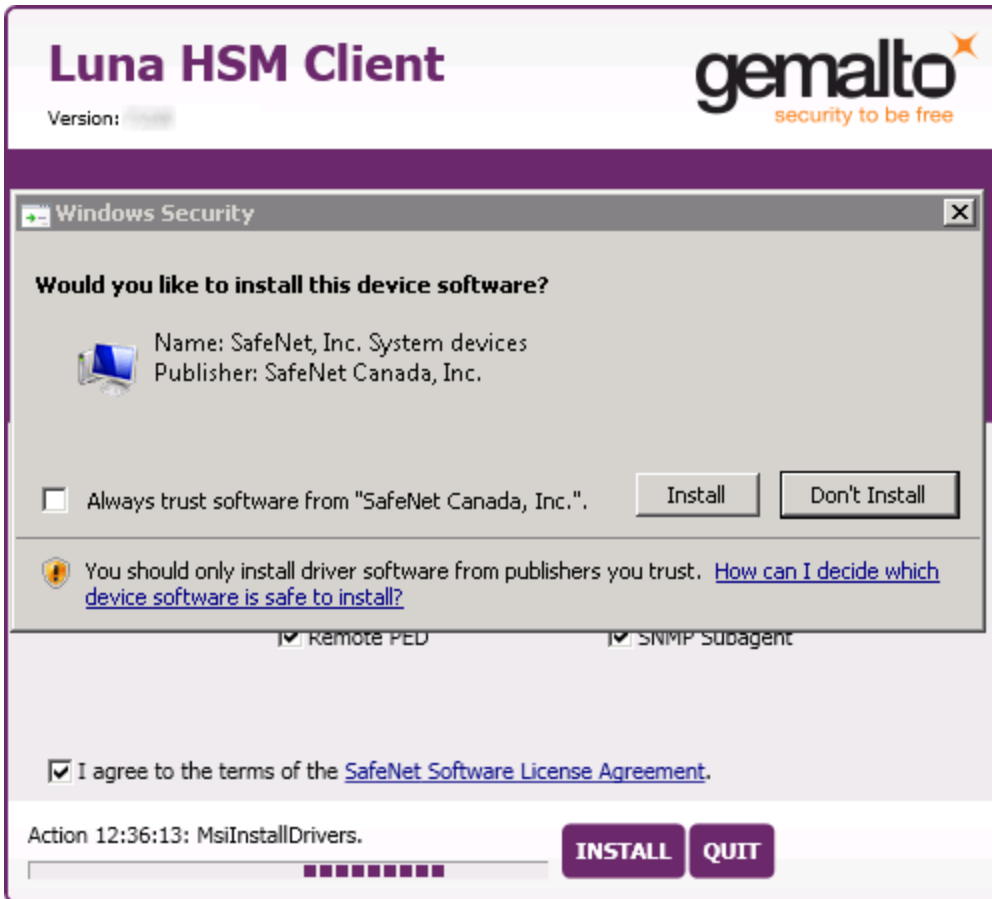 Luna HSM Client
gemalto
security to be free
Version:
Windows Security
Would you like to install this device software?
Name: SafeNet, Inc. System devices
Publisher: SafeNet Canada, Inc.
Always trust software from "SafeNet Canada, Inc.".
Install
Don't Install
You should only install driver software from publishers you trust. How can I decide which
device software is safe to install?
Remote PED
SNMP Subagent
I agree to the terms of the SafeNet Software License Agreement.
Action 12:36:13: MsiInstallDrivers.
INSTALL
QUIT